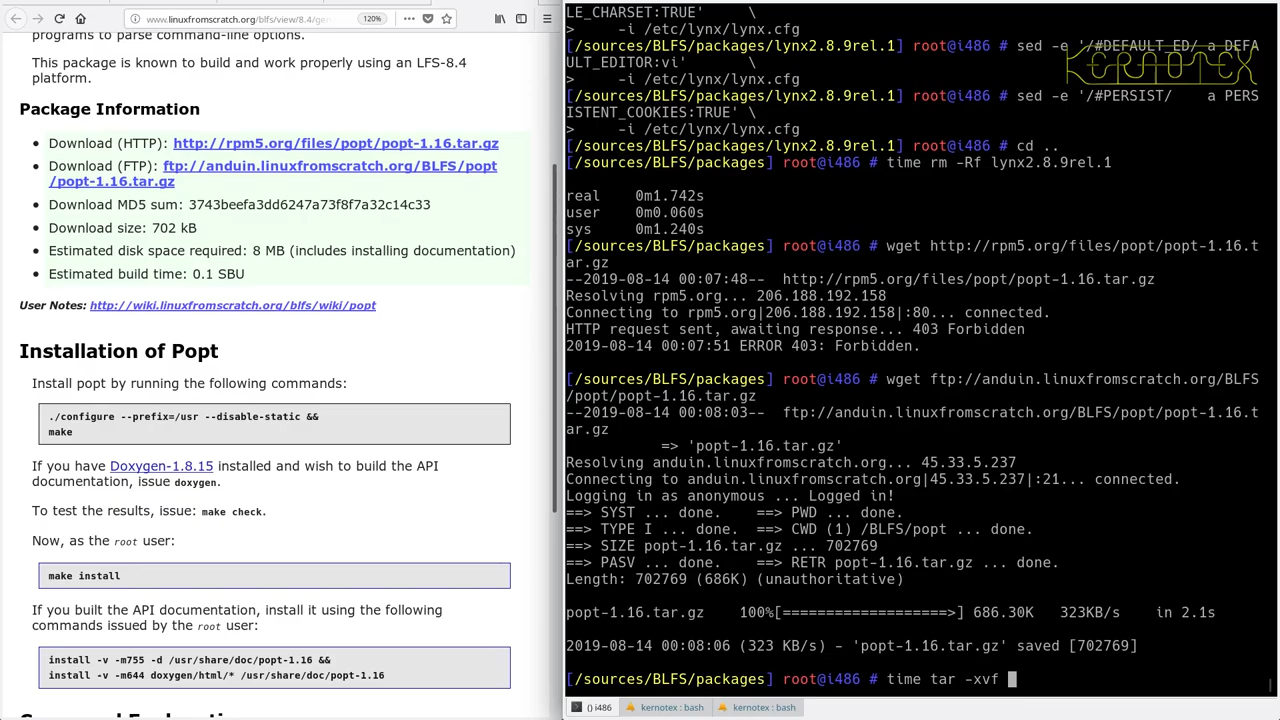 www.linuxfromscratch.org/blfs/view/8.4/gen
120%
programs to parse command-line options.
This package is known to build and work properly using an LFS-8.4
platform.
Package Information
Download (HTTP): http://rpm5.org/files/popt/popt-1.16.tar.gz
Download (FTP): ftp://anduin.linuxfromscratch.org/BLFS/popt
/popt-1.16.tar.gz
Download MD5 sum: 3743beefa3dd6247a73f8f7a32c14c33
Download size: 702 kB
Estimated disk space required: 8 MB (includes installing documentation)
Estimated build time: 0.1 SBU
User Notes: http://wiki.linuxfromscratch.org/blfs/wiki/popt
Installation of Popt
Install popt by running the following commands:
./configure --prefix=/usr --disable-static &&
make
If you have Doxygen-1.8.15 installed and wish to build the API
documentation, issue doxygen.
To test the results, issue: make check.
Now, as the root user:
make install
If you built the API documentation, install it using the following
commands issued by the root user:
install -v -m755 -d /usr/share/doc/popt-1.16 &&
install -v -m644 doxygen/html/* /usr/share/doc/popt-1.16
LE_CHARSET:TRUE' \
> -i /etc/lynx/lynx.cfg
[/sources/BLFS/packages/lynx2.8.9rel.1] root@i486 # sed -e '/#DEFAULT_ED/ a DEFA
ULT_EDITOR:vi' \
> -i /etc/lynx/lynx.cfg
[/sources/BLFS/packages/lynx2.8.9rel.1] root@i486 # sed -e '/#PERSIST/ a PERS
ISTENT_COOKIES:TRUE' \
> -i /etc/lynx/lynx.cfg
[/sources/BLFS/packages/lynx2.8.9rel.1] root@i486 # cd ..
[/sources/BLFS/packages] root@i486 # time rm -Rf lynx2.8.9rel.1
real 0m1.742s
user 0m0.060s
sys 0m1.240s
[/sources/BLFS/packages] root@i486 # wget http://rpm5.org/files/popt/popt-1.16.t
ar.gz
--2019-08-14 00:07:48-- http://rpm5.org/files/popt/popt-1.16.tar.gz
Resolving rpm5.org... 206.188.192.158
Connecting to rpm5.org|206.188.192.158|:80... connected.
HTTP request sent, awaiting response... 403 Forbidden
2019-08-14 00:07:51 ERROR 403: Forbidden.
[/sources/BLFS/packages] root@i486 # wget ftp://anduin.linuxfromscratch.org/BLFS
/popt/popt-1.16.tar.gz
--2019-08-14 00:08:03-- ftp://anduin.linuxfromscratch.org/BLFS/popt/popt-1.16.t
ar.gz
=> 'popt-1.16.tar.gz'
Resolving anduin.linuxfromscratch.org... 45.33.5.237
Connecting to anduin.linuxfromscratch.org|45.33.5.237|:21... connected.
Logging in as anonymous ... Logged in!
==> SYST ... done. ==> PWD ... done.
==> TYPE I ... done. ==> CWD (1) /BLFS/popt ... done.
==> SIZE popt-1.16.tar.gz ... 702769
==> PASV ... done. ==> RETR popt-1.16.tar.gz ... done.
Length: 702769 (686K) (unauthoritative)
popt-1.16.tar.gz 100%[===================>] 686.30K 323KB/s in 2.1s
2019-08-14 00:08:06 (323 KB/s) - 'popt-1.16.tar.gz' saved [702769]
[/sources/BLFS/packages] root@i486 # time tar -xvf
KERNOTEX
() i486
kernotex : bash
kernotex : bash